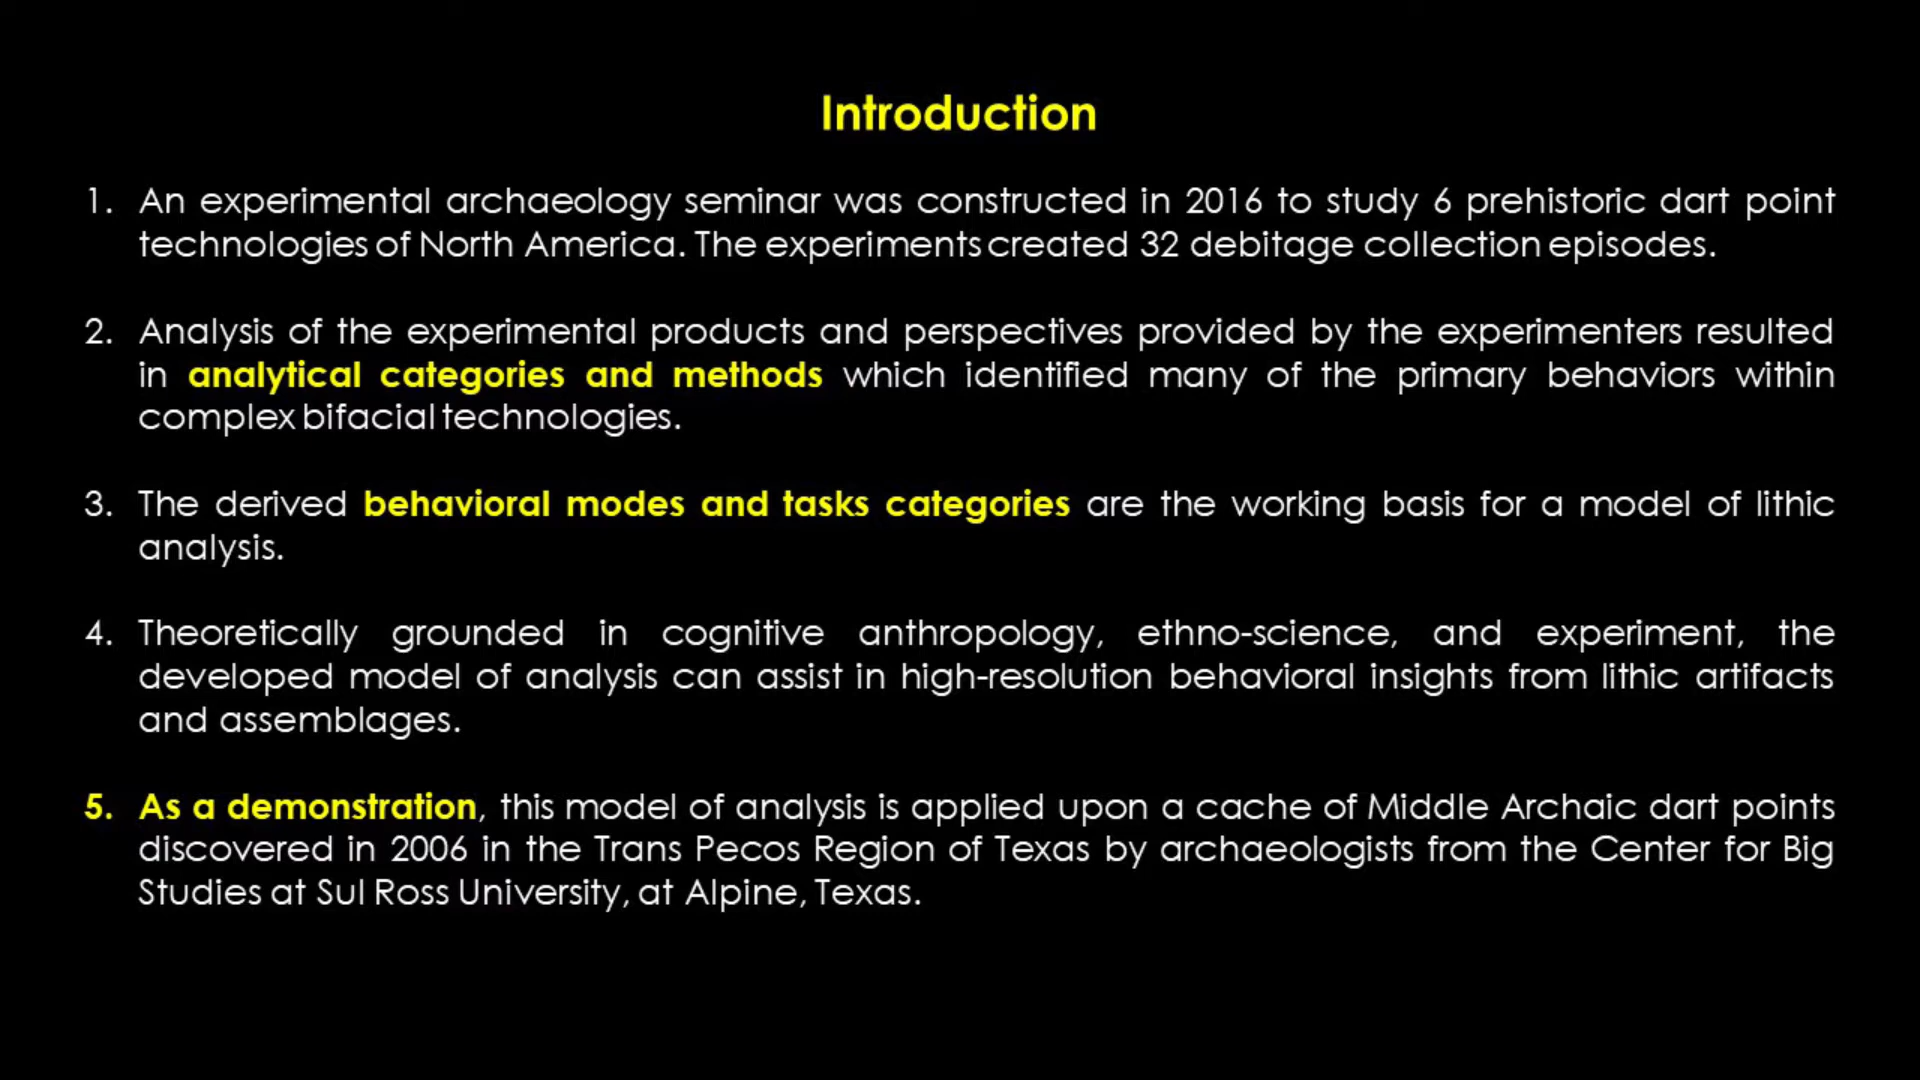 Introduction
1. An experimental archaeology seminar was constructed in 2016 to study 6 prehistoric dart point
technologies of North America. The experiments created 32 debitage collection episodes.
2. Analysis of the experimental products and perspectives provided by the experimenters resulted
in analytical categories and methods which identified many of the primary behaviors within
complex bifacial technologies.
3. The derived behavioral modes and tasks categories are the working basis for a model of lithic
analysis.
4. Theoretically grounded in cognitive anthropology, ethno-science, and experiment, the
developed model of analysis can assist in high-resolution behavioral insights from lithic artifacts
and assemblages.
5. As a demonstration, this model of analysis is applied upon a cache of Middle Archaic dart points
discovered in 2006 in the Trans Pecos Region of Texas by archaeologists from the Center for Big
Studies at Sul Ross University, at Alpine, Texas.